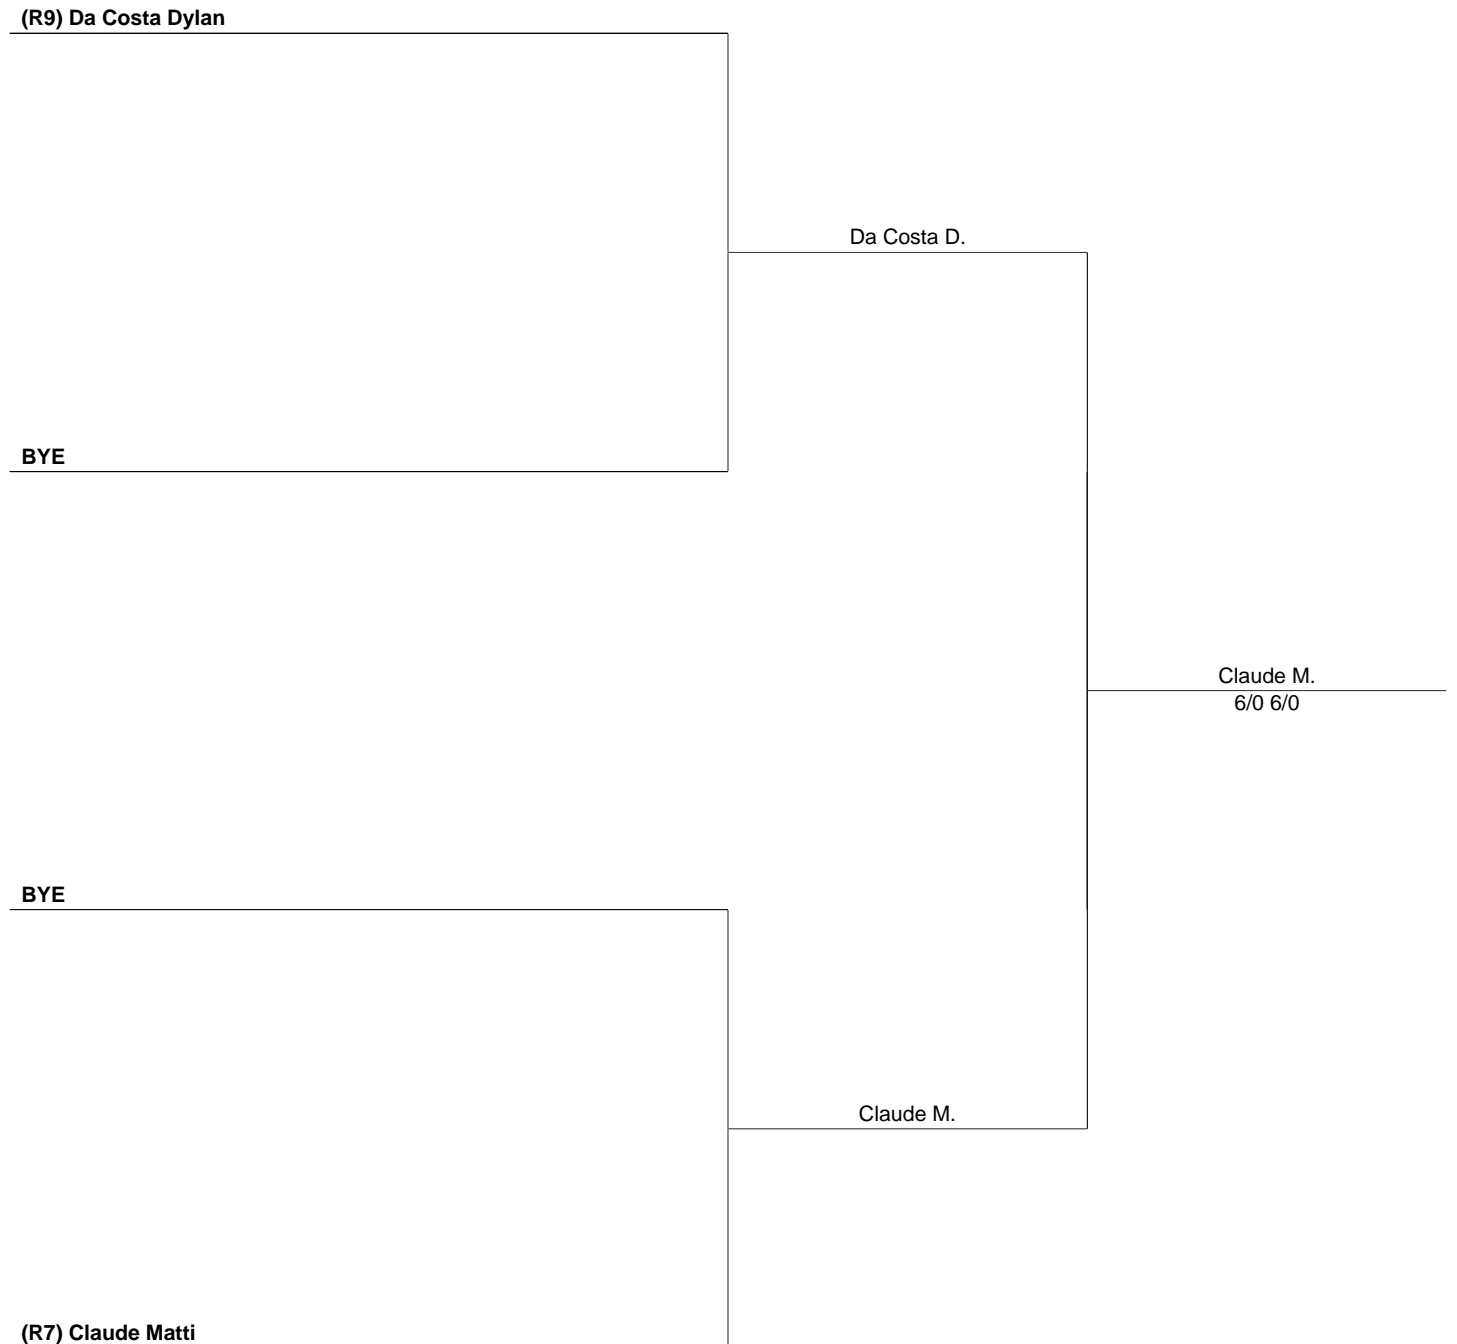 (R9) Da Costa Dylan
Da Costa D.
BYE
Claude M.
6/0 6/0
BYE
Claude M.
(R7) Claude Matti